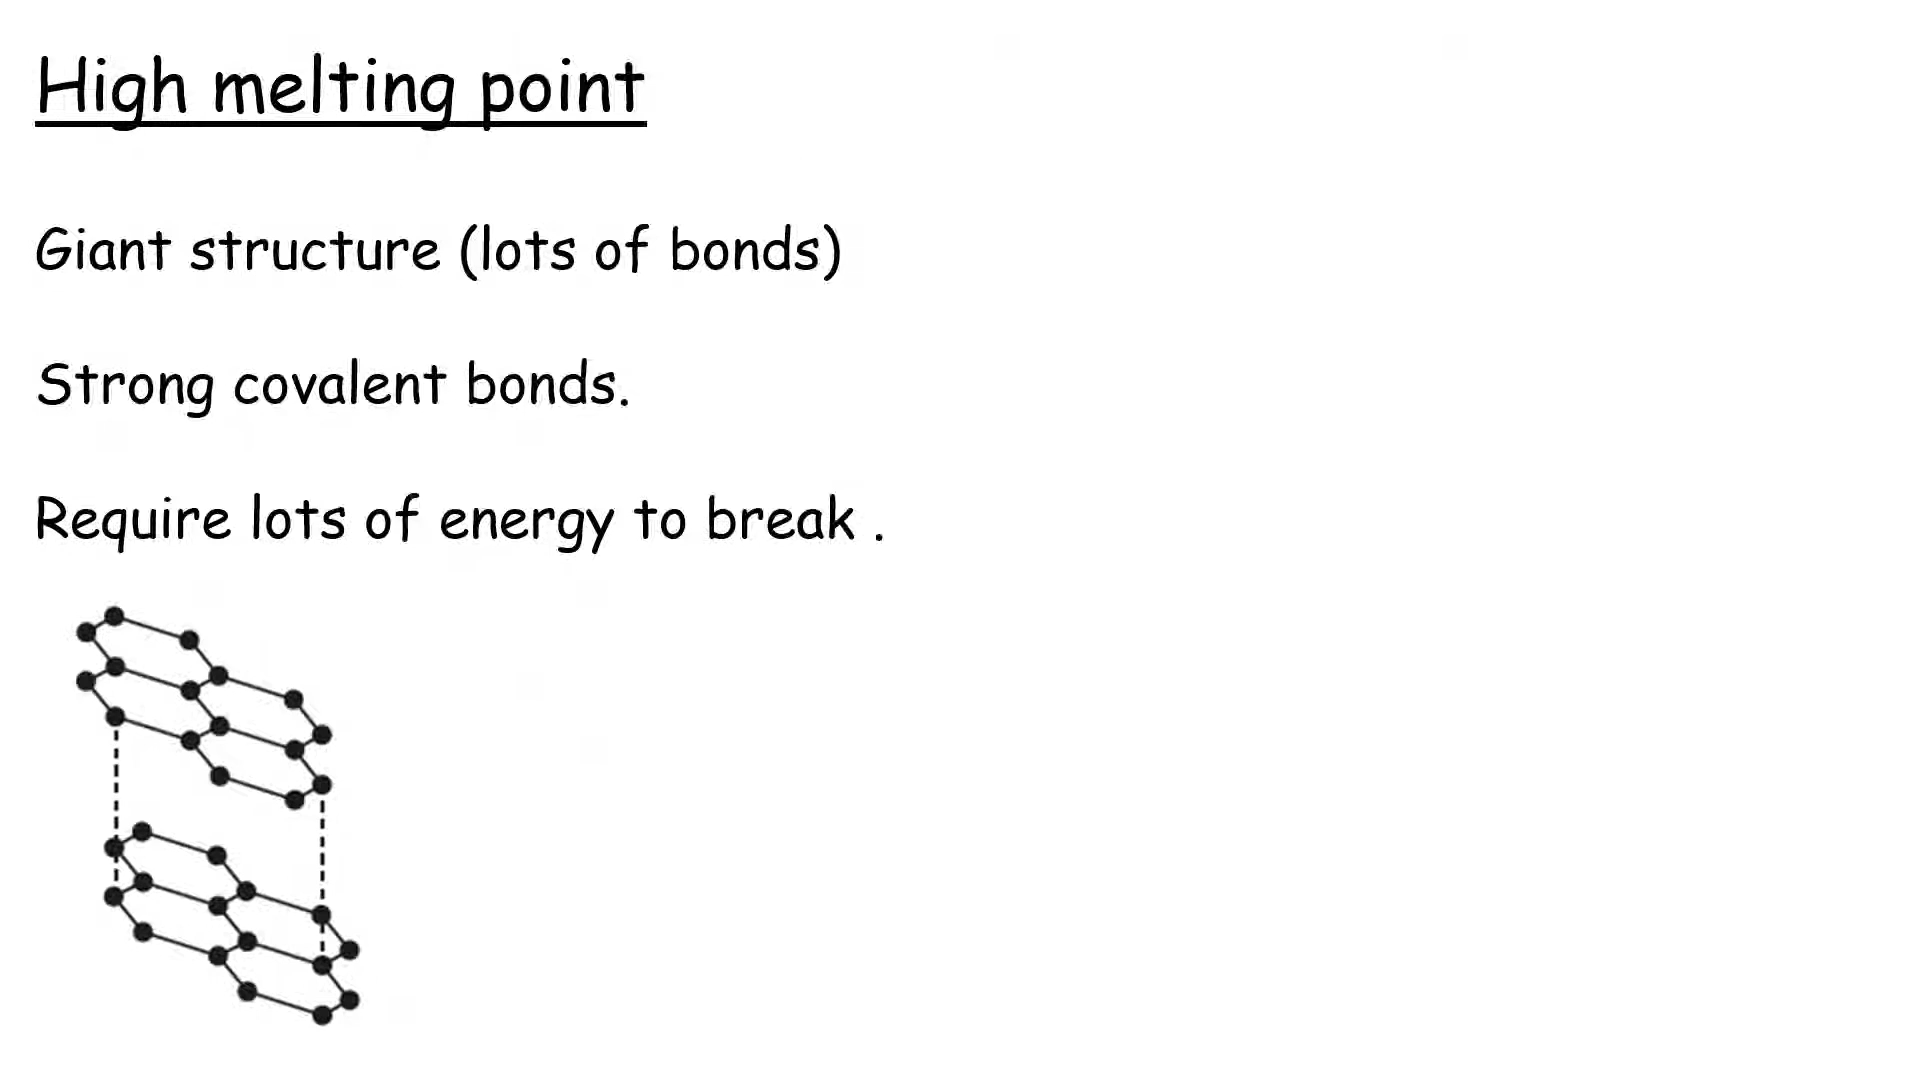 High melting point
Giant structure (lots of bonds)
Strong covalent bonds.
Require lots of energy to break .